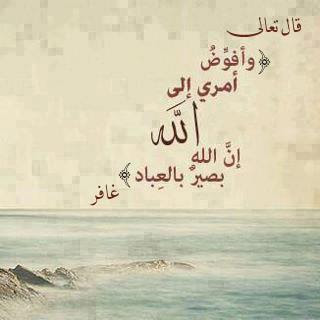 قال تعالى
﴿وأفوِّضُ
أمري إلى
الله
إنَّ الله
بصيرٌ بالعِباد﴾
غافر